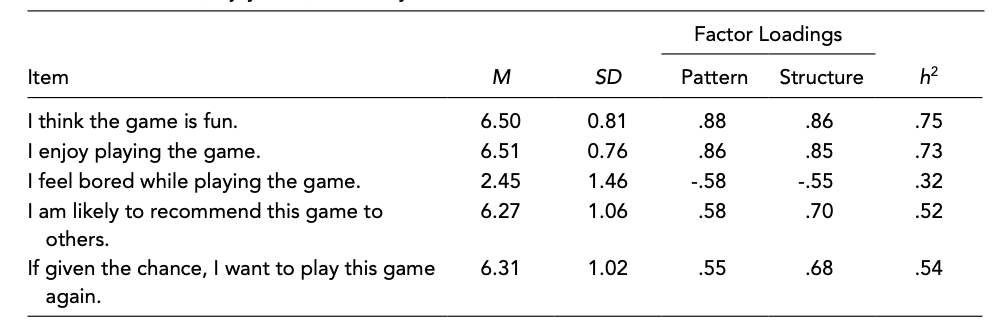 Factor Loadings
Item M SD Pattern Structure h²
I think the game is fun. 6.50 0.81 .88 .86 .75
I enjoy playing the game. 6.51 0.76 .86 .85 .73
I feel bored while playing the game. 2.45 1.46 -.58 -.55 .32
I am likely to recommend this game to 6.27 1.06 .58 .70 .52
others.
If given the chance, I want to play this game 6.31 1.02 .55 .68 .54
again.